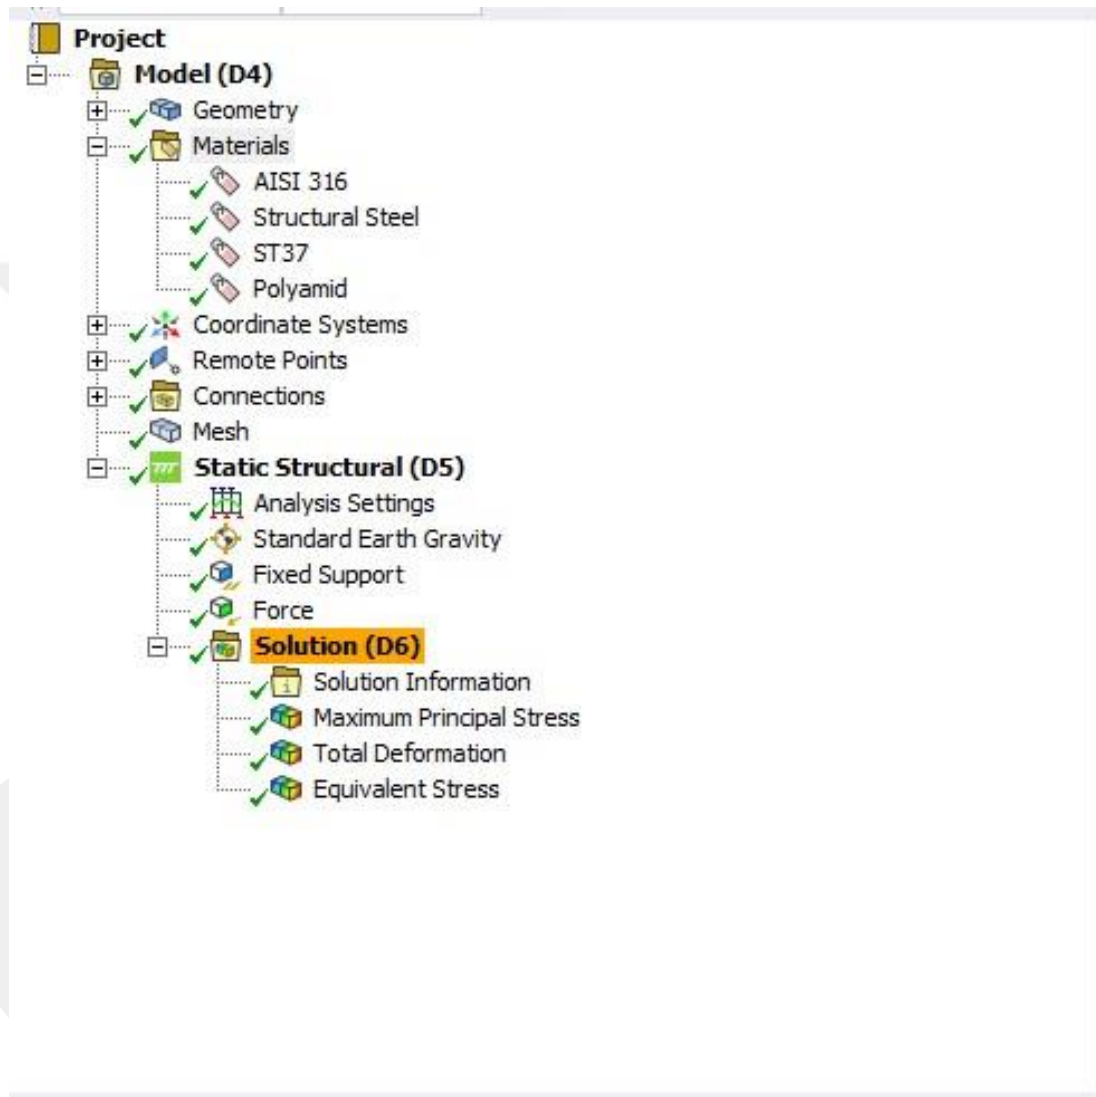 Project
Model (D4)
Geometry
Materials
AISI 316
Structural Steel
ST37
Polyamid
Coordinate Systems
Remote Points
Connections
Mesh
Static Structural (D5)
Analysis Settings
Standard Earth Gravity
Fixed Support
Force
Solution (D6)
Solution Information
Maximum Principal Stress
Total Deformation
Equivalent Stress